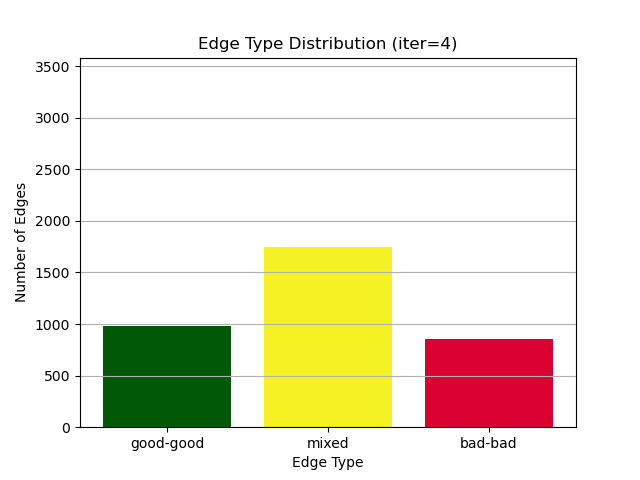 Edge Type Distribution (iter=4)
Number of Edges
3500
3000
2500
2000
1500
1000
500
0
good-good
mixed
bad-bad
Edge Type